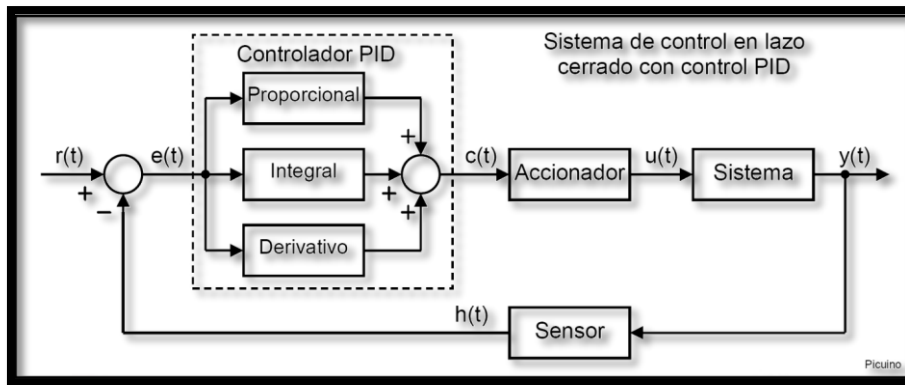 Sistema de control en lazo
cerrado con control PID
Controlador PID
Proporcional
r(t)
e(t)
Integral
c(t)
Accionador
u(t)
Sistema
y(t)
+
+
+
+
−
Derivativo
h(t)
Sensor
Picuino